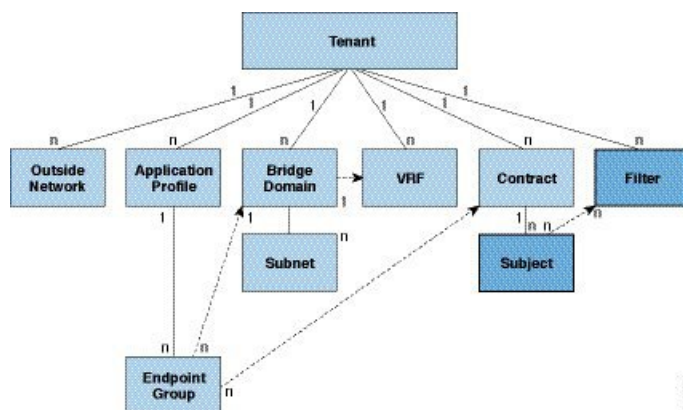 Tenant
1
1
1
1
1
1
n
n
n
n
n
n
Outside
Network
Application
Profile
Bridge
Domain
VRF
Contract
Filter
1
1
1
1
n
n
n
n
Subnet
Subject
n
n
Endpoint
Group
n